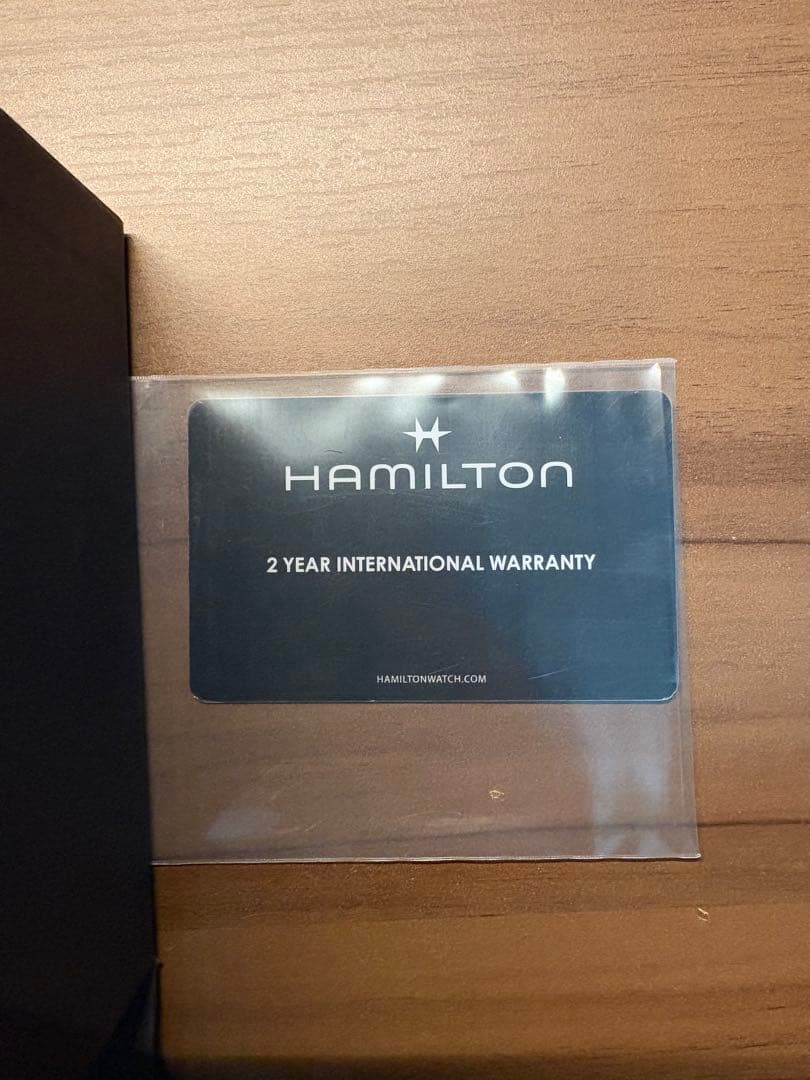 HAMILTON
2 YEAR INTERNATIONAL WARRANTY
HAMILTONWATCH.COM